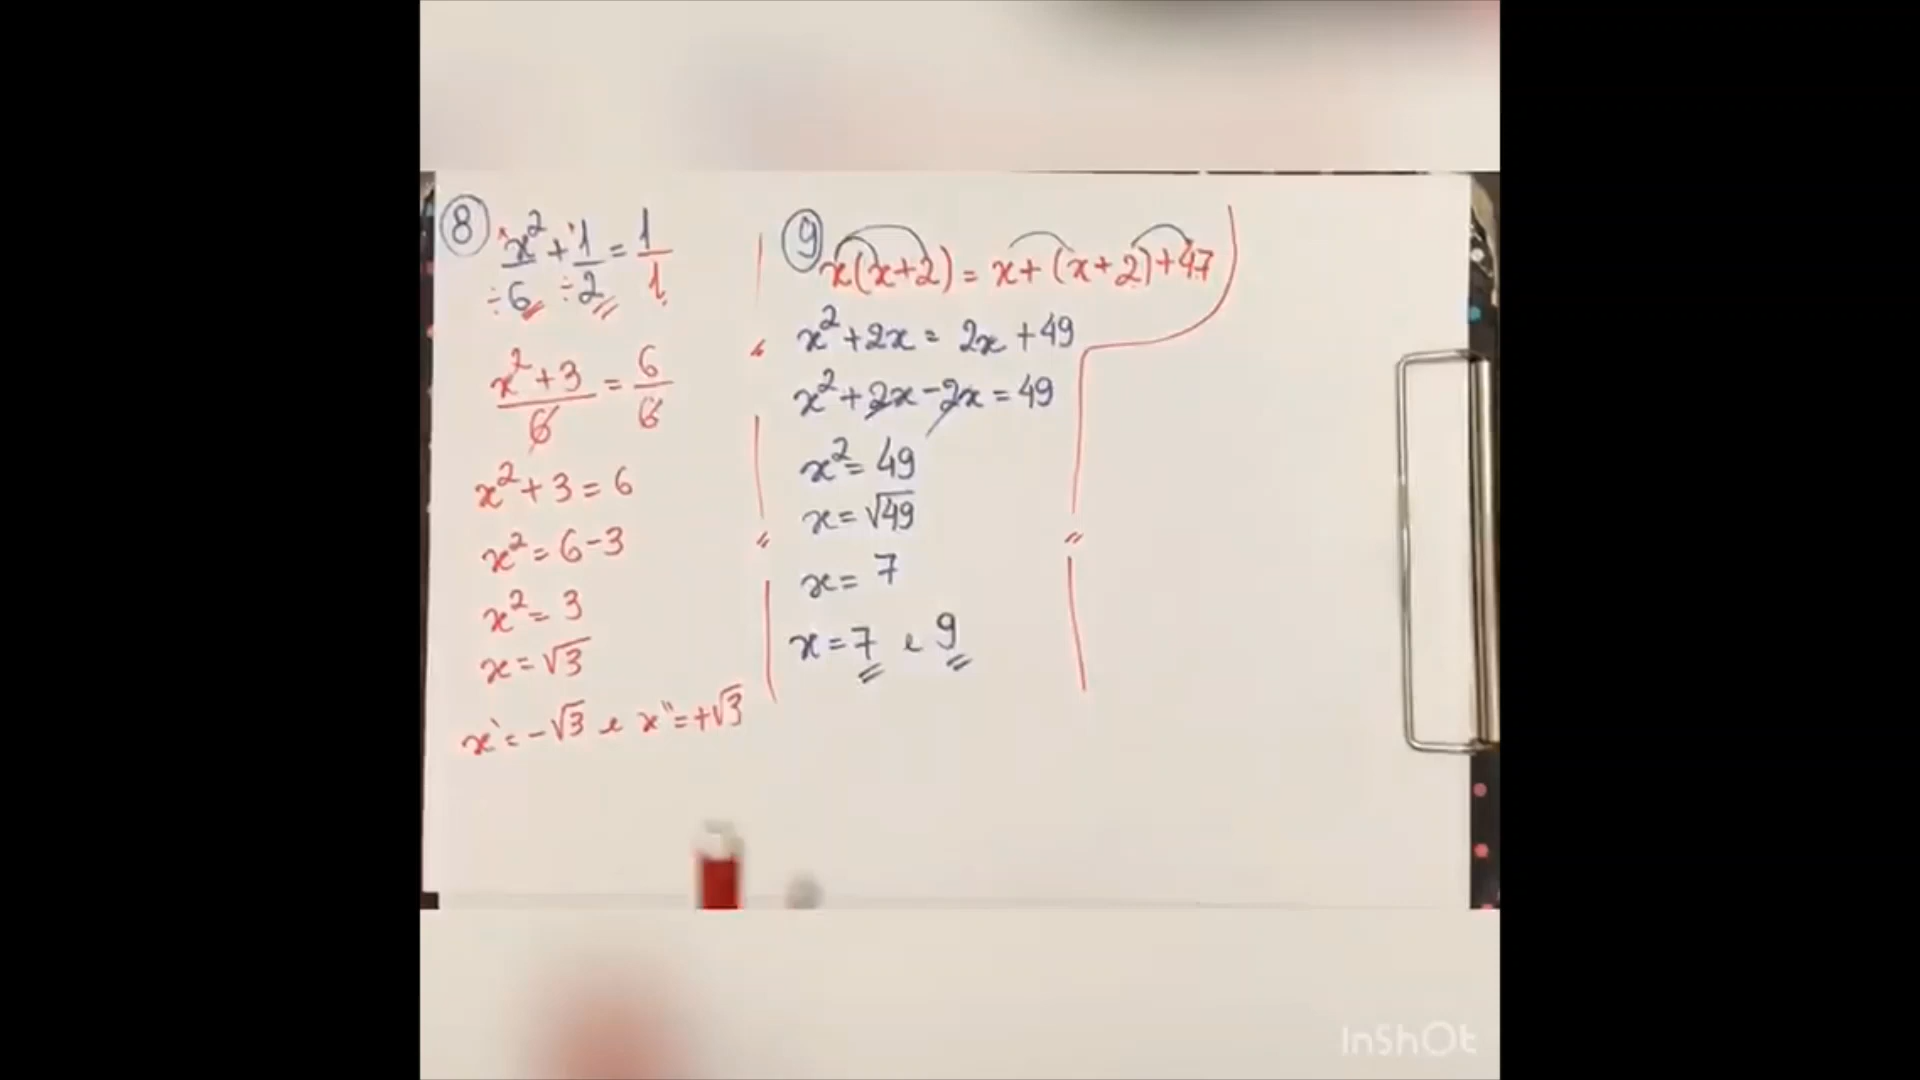 8
x²/6 + 1/2 = 1/1
÷6 ÷2 1
x²+3/6 = 6/6
x²+3=6
x²=6-3
x²=3
x=√3
x'=-√3 e x"=+√3
9
x(x+2)=x+(x+2)+47
x²+2x=2x+49
x²+2x-2x=49
x²=49
x=√49
x=7
x=7 e 9
InShOt